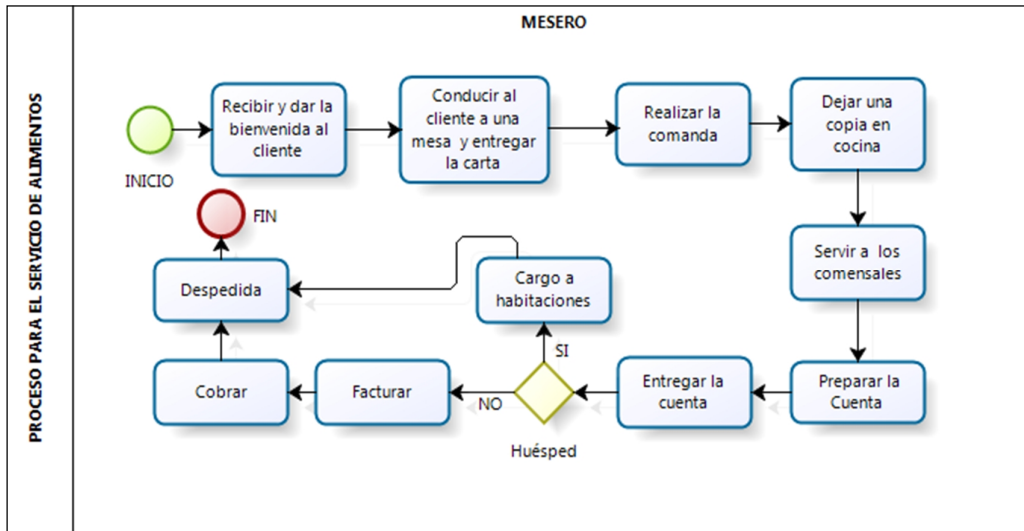 MESERO
PROCESO PARA EL SERVICIO DE ALIMENTOS
INICIO
Recibir y dar la
bienvenida al
cliente
Conducir al
cliente a una
mesa y entregar
la carta
Realizar la
comanda
Dejar una
copia en
cocina
Servir a los
comensales
Preparar la
Cuenta
Entregar la
cuenta
Huésped
SI
Cargo a
habitaciones
NO
Facturar
Cobrar
Despedida
FIN